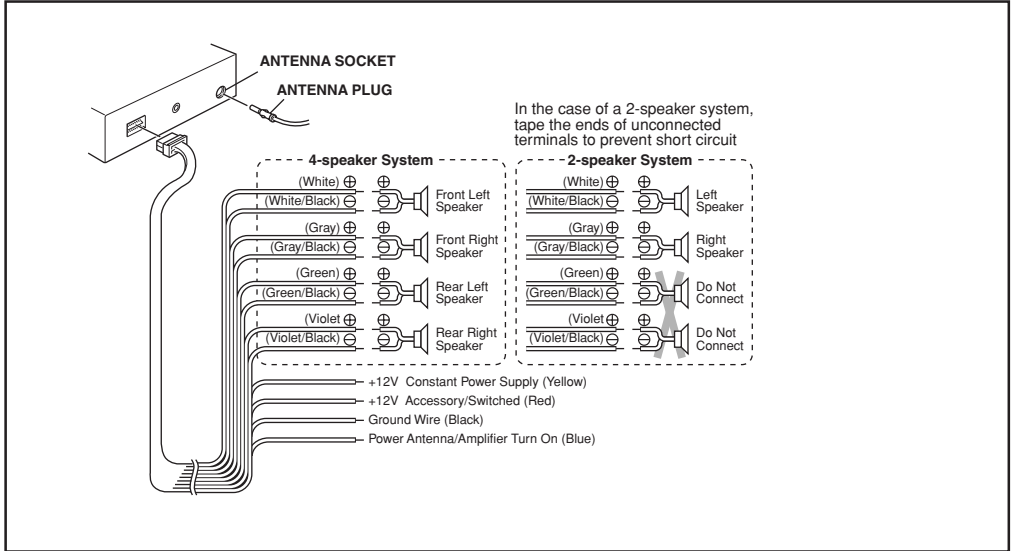 ANTENNA SOCKET
ANTENNA PLUG
In the case of a 2-speaker system,
tape the ends of unconnected
terminals to prevent short circuit
4-speaker System
(White) ⊕ ⊕
(White/Black) ⊖ ⊖
Front Left
Speaker
(Gray) ⊕ ⊕
(Gray/Black) ⊖ ⊖
Front Right
Speaker
(Green) ⊕ ⊕
(Green/Black) ⊖ ⊖
Rear Left
Speaker
(Violet ⊕ ⊕
(Violet/Black) ⊖ ⊖
Rear Right
Speaker
2-speaker System
(White) ⊕ ⊕
(White/Black) ⊖ ⊖
Left
Speaker
(Gray) ⊕ ⊕
(Gray/Black) ⊖ ⊖
Right
Speaker
(Green) ⊕ ⊕
(Green/Black) ⊖ ⊖
Do Not
Connect
(Violet ⊕ ⊕
(Violet/Black) ⊖ ⊖
Do Not
Connect
+12V Constant Power Supply (Yellow)
+12V Accessory/Switched (Red)
Ground Wire (Black)
Power Antenna/Amplifier Turn On (Blue)